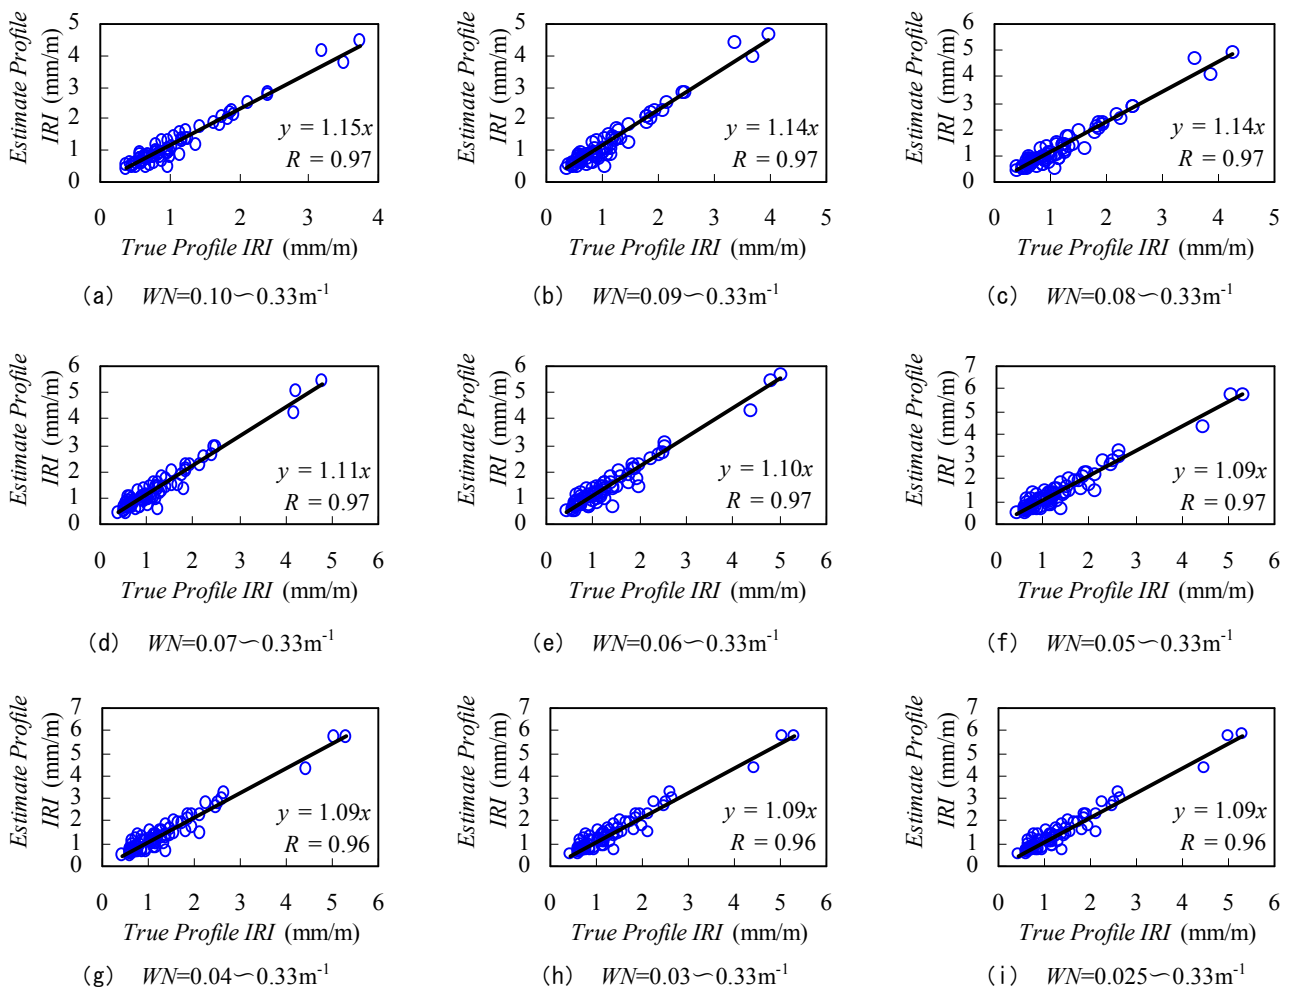 Estimate Profile
IRI (mm/m)
5
4
3
2
1
0
y = 1.15x
R = 0.97
0 1 2 3 4
True Profile IRI (mm/m)
(a) WN=0.10〜0.33m-1
Estimate Profile
IRI (mm/m)
5
4
3
2
1
0
y = 1.14x
R = 0.97
0 1 2 3 4 5
True Profile IRI (mm/m)
(b) WN=0.09〜0.33m-1
Estimate Profile
IRI (mm/m)
6
5
4
3
2
1
0
y = 1.14x
R = 0.97
0 1 2 3 4 5
True Profile IRI (mm/m)
(c) WN=0.08〜0.33m-1
Estimate Profile
IRI (mm/m)
6
5
4
3
2
1
0
y = 1.11x
R = 0.97
0 1 2 3 4 5 6
True Profile IRI (mm/m)
(d) WN=0.07〜0.33m-1
Estimate Profile
IRI (mm/m)
6
5
4
3
2
1
0
y = 1.10x
R = 0.97
0 1 2 3 4 5 6
True Profile IRI (mm/m)
(e) WN=0.06〜0.33m-1
Estimate Profile
IRI (mm/m)
7
6
5
4
3
2
1
0
y = 1.09x
R = 0.97
0 1 2 3 4 5 6
True Profile IRI (mm/m)
(f) WN=0.05〜0.33m-1
Estimate Profile
IRI (mm/m)
7
6
5
4
3
2
1
0
y = 1.09x
R = 0.96
0 1 2 3 4 5 6
True Profile IRI (mm/m)
(g) WN=0.04〜0.33m-1
Estimate Profile
IRI (mm/m)
7
6
5
4
3
2
1
0
y = 1.09x
R = 0.96
0 1 2 3 4 5 6
True Profile IRI (mm/m)
(h) WN=0.03〜0.33m-1
Estimate Profile
IRI (mm/m)
7
6
5
4
3
2
1
0
y = 1.09x
R = 0.96
0 1 2 3 4 5 6
True Profile IRI (mm/m)
(i) WN=0.025〜0.33m-1